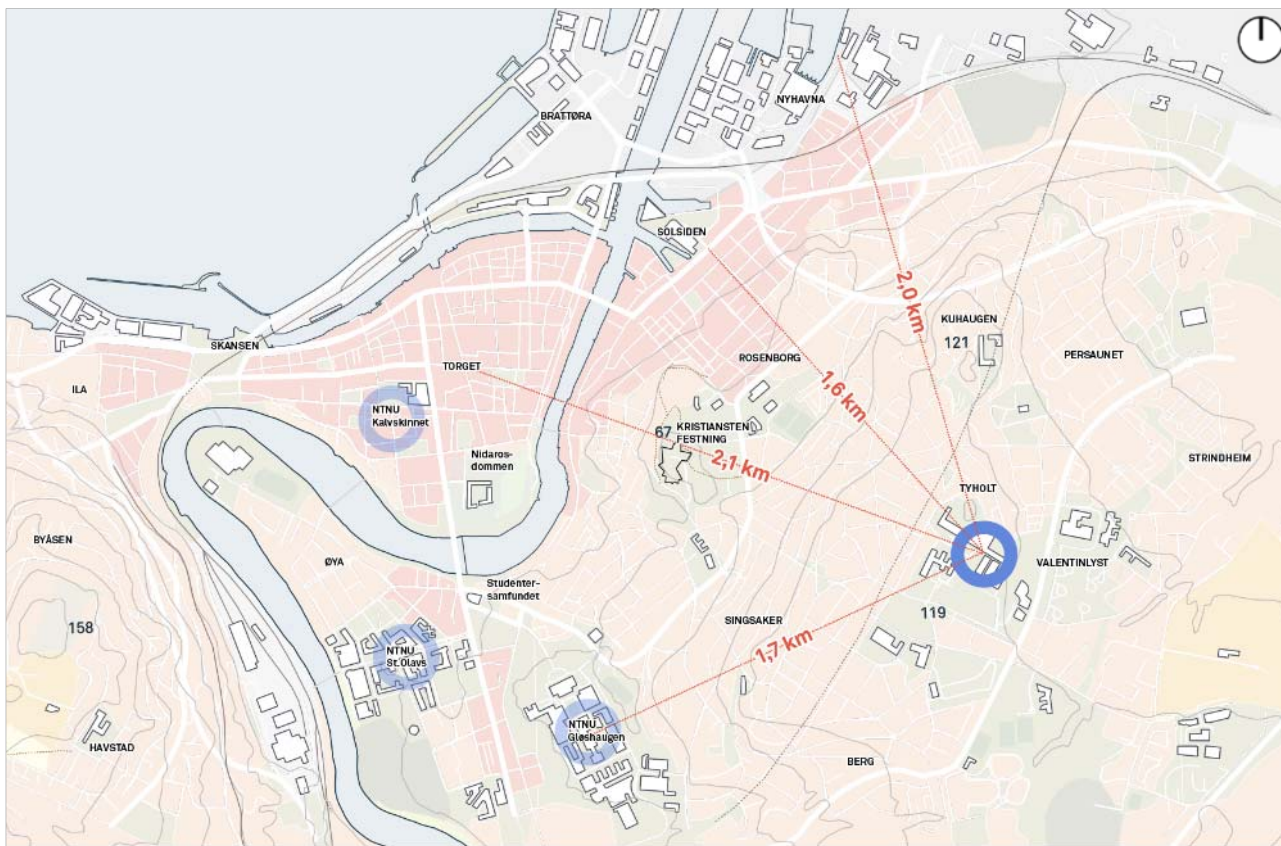 BRATTØRA
NYHAVNA
SOLSIDEN
2,0 km
KUHAUGEN
121
SKANSEN
TORGET
ROSENBORG
PERSAUNET
1,6 km
ILA
NTNU
Kalvskinnet
67
KRISTIANSTEN
FESTNING
2,1 km
Nidaros-
dommen
STRINDHEIM
TYHOLT
BYÅSEN
ØYA
VALENTINLYST
Studenter-
samfundet
158
SINGSAKER
119
NTNU
St.Olavs
1,7 km
NTNU
Gløshaugen
HAVSTAD
BERG